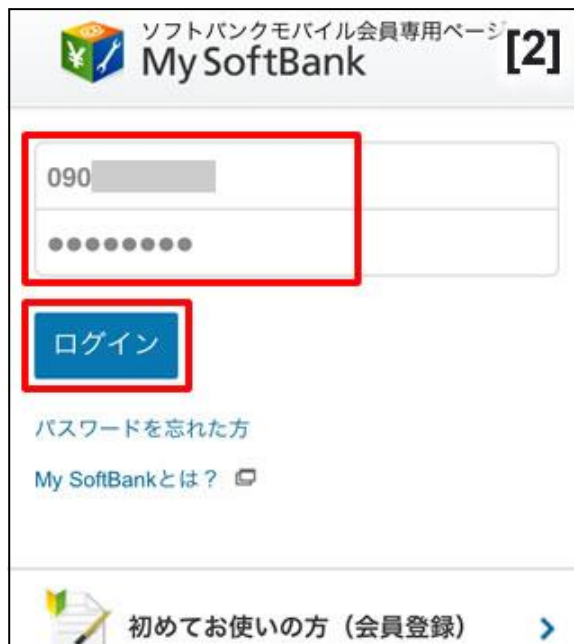 ソフトバンクモバイル会員専用ページ
My SoftBank
[2]
090
●●●●●●●●
ログイン
パスワードを忘れた方
My SoftBankとは？
初めてお使いの方（会員登録）